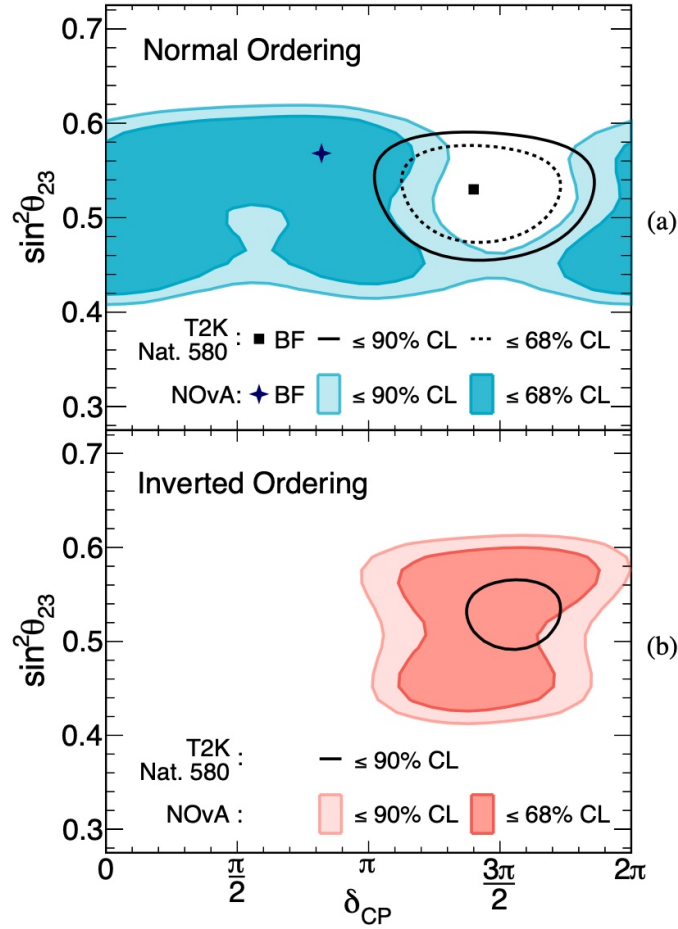 0.7
Normal Ordering
0.6
0.5
0.4
0.3
sin²θ₂₃
(a)
T2K
Nat. 580 : BF ≤ 90% CL ≤ 68% CL
NOvA: BF ≤ 90% CL ≤ 68% CL
0.7
Inverted Ordering
0.6
0.5
0.4
0.3
sin²θ₂₃
(b)
T2K
Nat. 580 : ≤ 90% CL
NOvA : ≤ 90% CL ≤ 68% CL
0 π/2 π 3π/2 2π
δCP